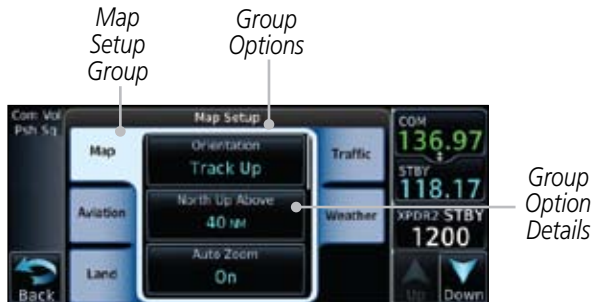 Map
Setup
Group
Group
Options
Com Vol
Psh Sq
Map Setup
Map
Orientation
Track Up
Traffic
COM
136.97
STBY
118.17
Aviation
North Up Above
40 NM
Weather
XPDR2 STBY
1200
Group
Option
Details
Land
Auto Zoom
On
Back
Up
Down